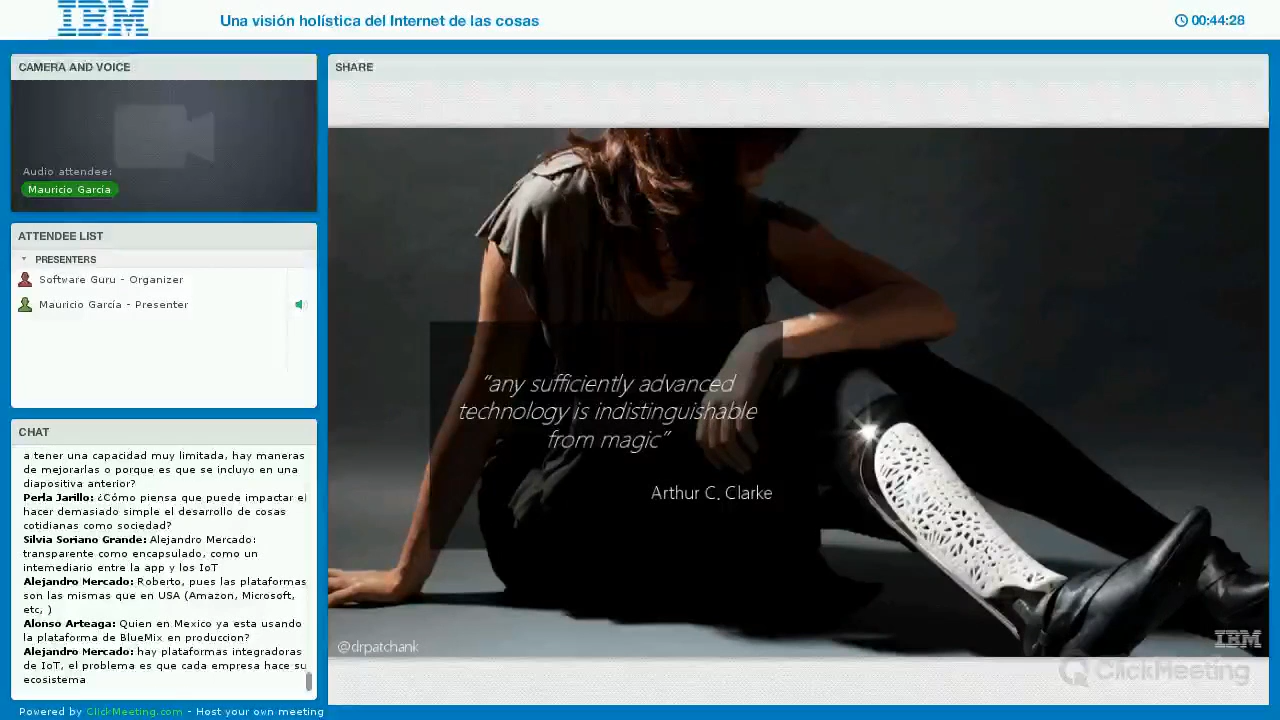 IBM
Una visión holística del Internet de las cosas
00:44:28
CAMERA AND VOICE
Audio attendee:
Mauricio García
ATTENDEE LIST
PRESENTERS
Software Guru - Organizer
Mauricio García - Presenter
CHAT
a tener una capacidad muy limitada, hay maneras
de mejorarlas o porque es que se incluyo en una
diapositiva anterior?
Perla Jarillo: ¿Cómo piensa que puede impactar el
hacer demasiado simple el desarrollo de cosas
cotidianas como sociedad?
Silvia Soriano Grande: Alejandro Mercado:
transparente como encapsulado, como un
intemediario entre la app y los IoT
Alejandro Mercado: Roberto, pues las plataformas
son las mismas que en USA (Amazon, Microsoft,
etc, )
Alonso Arteaga: Quien en Mexico ya esta usando
la plataforma de BlueMix en produccion?
Alejandro Mercado: hay plataformas integradoras
de IoT, el problema es que cada empresa hace su
ecosistema
SHARE
“any sufficiently advanced
technology is indistinguishable
from magic”
Arthur C. Clarke
@drpatchank
IBM
ClickMeeting
Powered by ClickMeeting.com - Host your own meeting